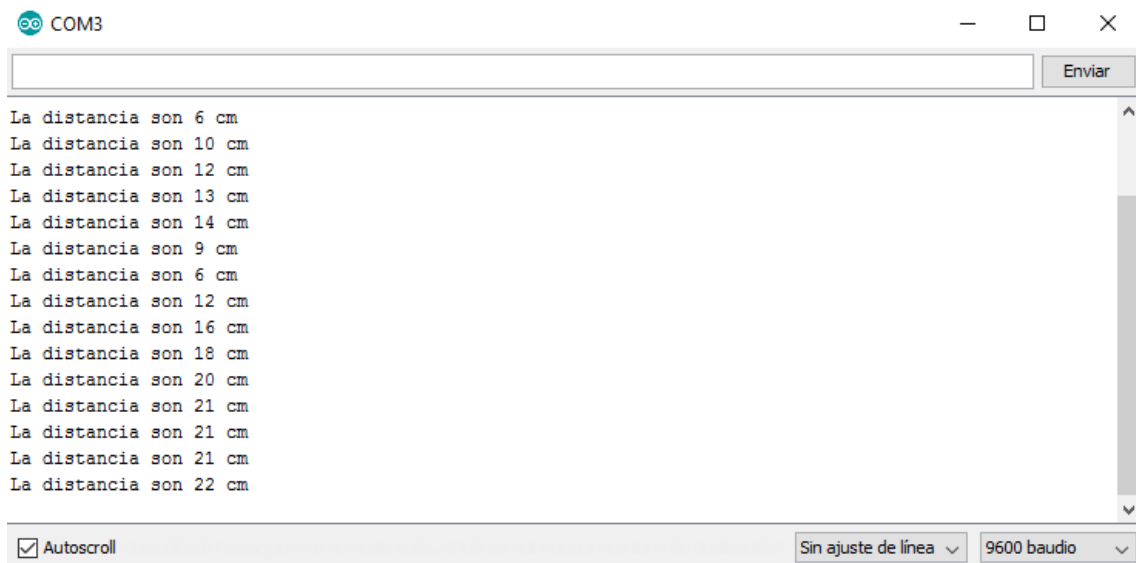 COM3
Enviar
La distancia son 6 cm
La distancia son 10 cm
La distancia son 12 cm
La distancia son 13 cm
La distancia son 14 cm
La distancia son 9 cm
La distancia son 6 cm
La distancia son 12 cm
La distancia son 16 cm
La distancia son 18 cm
La distancia son 20 cm
La distancia son 21 cm
La distancia son 21 cm
La distancia son 21 cm
La distancia son 22 cm
Autoscroll Sin ajuste de línea 9600 baudio